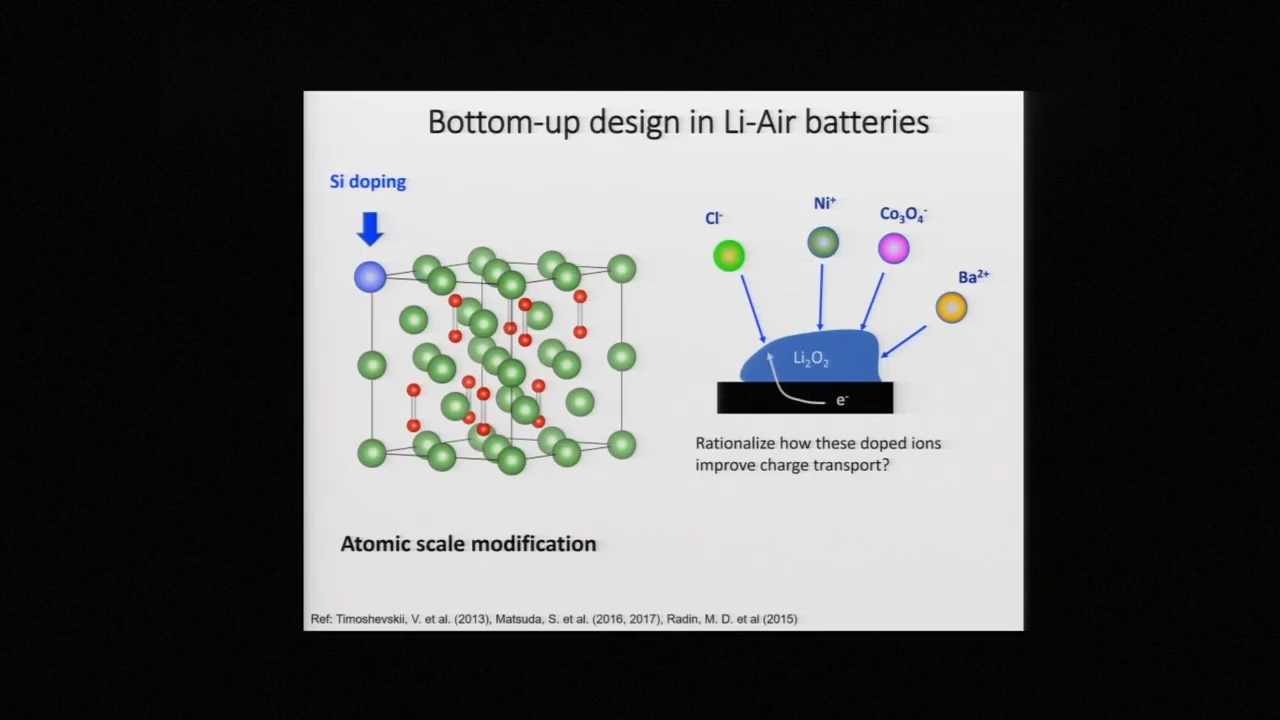 Bottom-up design in Li-Air batteries
Si doping
Cl⁻
Ni⁺
Co₃O₄⁻
Ba²⁺
Li₂O₂
e⁻
Rationalize how these doped ions
improve charge transport?
Atomic scale modification
Ref: Timoshevskii, V. et al. (2013), Matsuda, S. et al. (2016, 2017), Radin, M. D. et al (2015)